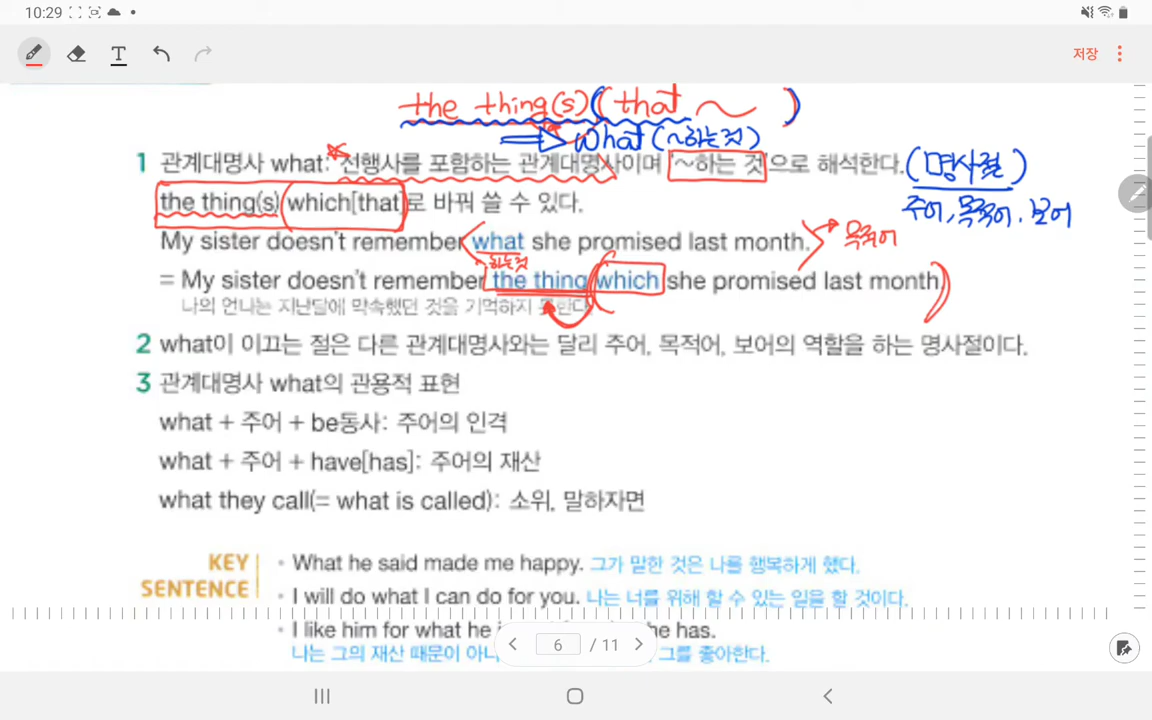 10:29
T 저장
the thing(s)(that ~ )
⇒ what (~하는 것)
1 관계대명사 what: 선행사를 포함하는 관계대명사이며 '~하는 것'으로 해석한다. (명사절)
the thing(s) which[that]로 바꿔 쓸 수 있다. 주어, 목적어, 보어
My sister doesn't remember what she promised last month. 목적어
하는 것
= My sister doesn't remember the thing which she promised last month.
나의 언니는 지난달에 약속했던 것을 기억하지 못한다.
2 what이 이끄는 절은 다른 관계대명사와는 달리 주어, 목적어, 보어의 역할을 하는 명사절이다.
3 관계대명사 what의 관용적 표현
what + 주어 + be동사: 주어의 인격
what + 주어 + have[has]: 주어의 재산
what they call(= what is called): 소위, 말하자면
KEY SENTENCE
• What he said made me happy. 그가 말한 것은 나를 행복하게 했다.
• I will do what I can do for you. 나는 너를 위해 할 수 있는 일을 할 것이다.
• I like him for what he he has.
나는 그의 재산 때문이 그를 좋아한다.
6 / 11